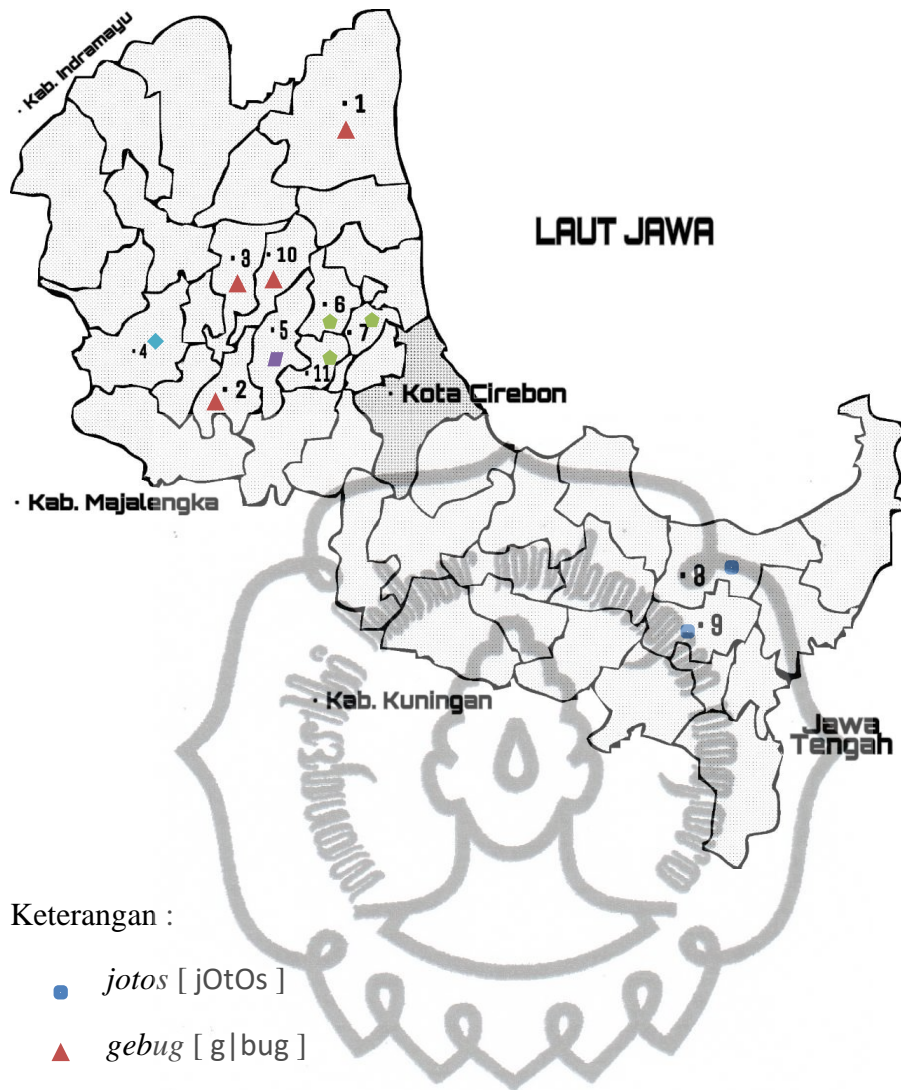 · Kab. Indramayu
· 1
LAUT JAWA
· 3
· 10
· 6
· 5
· 7
· 4
· 11
· 2
· Kota Cirebon
· Kab. Majalengka
· 8
· 9
· Kab. Kuningan
Jawa
Tengah
Keterangan :
jotos [ jOtOs ]
gebug [ g|bug ]